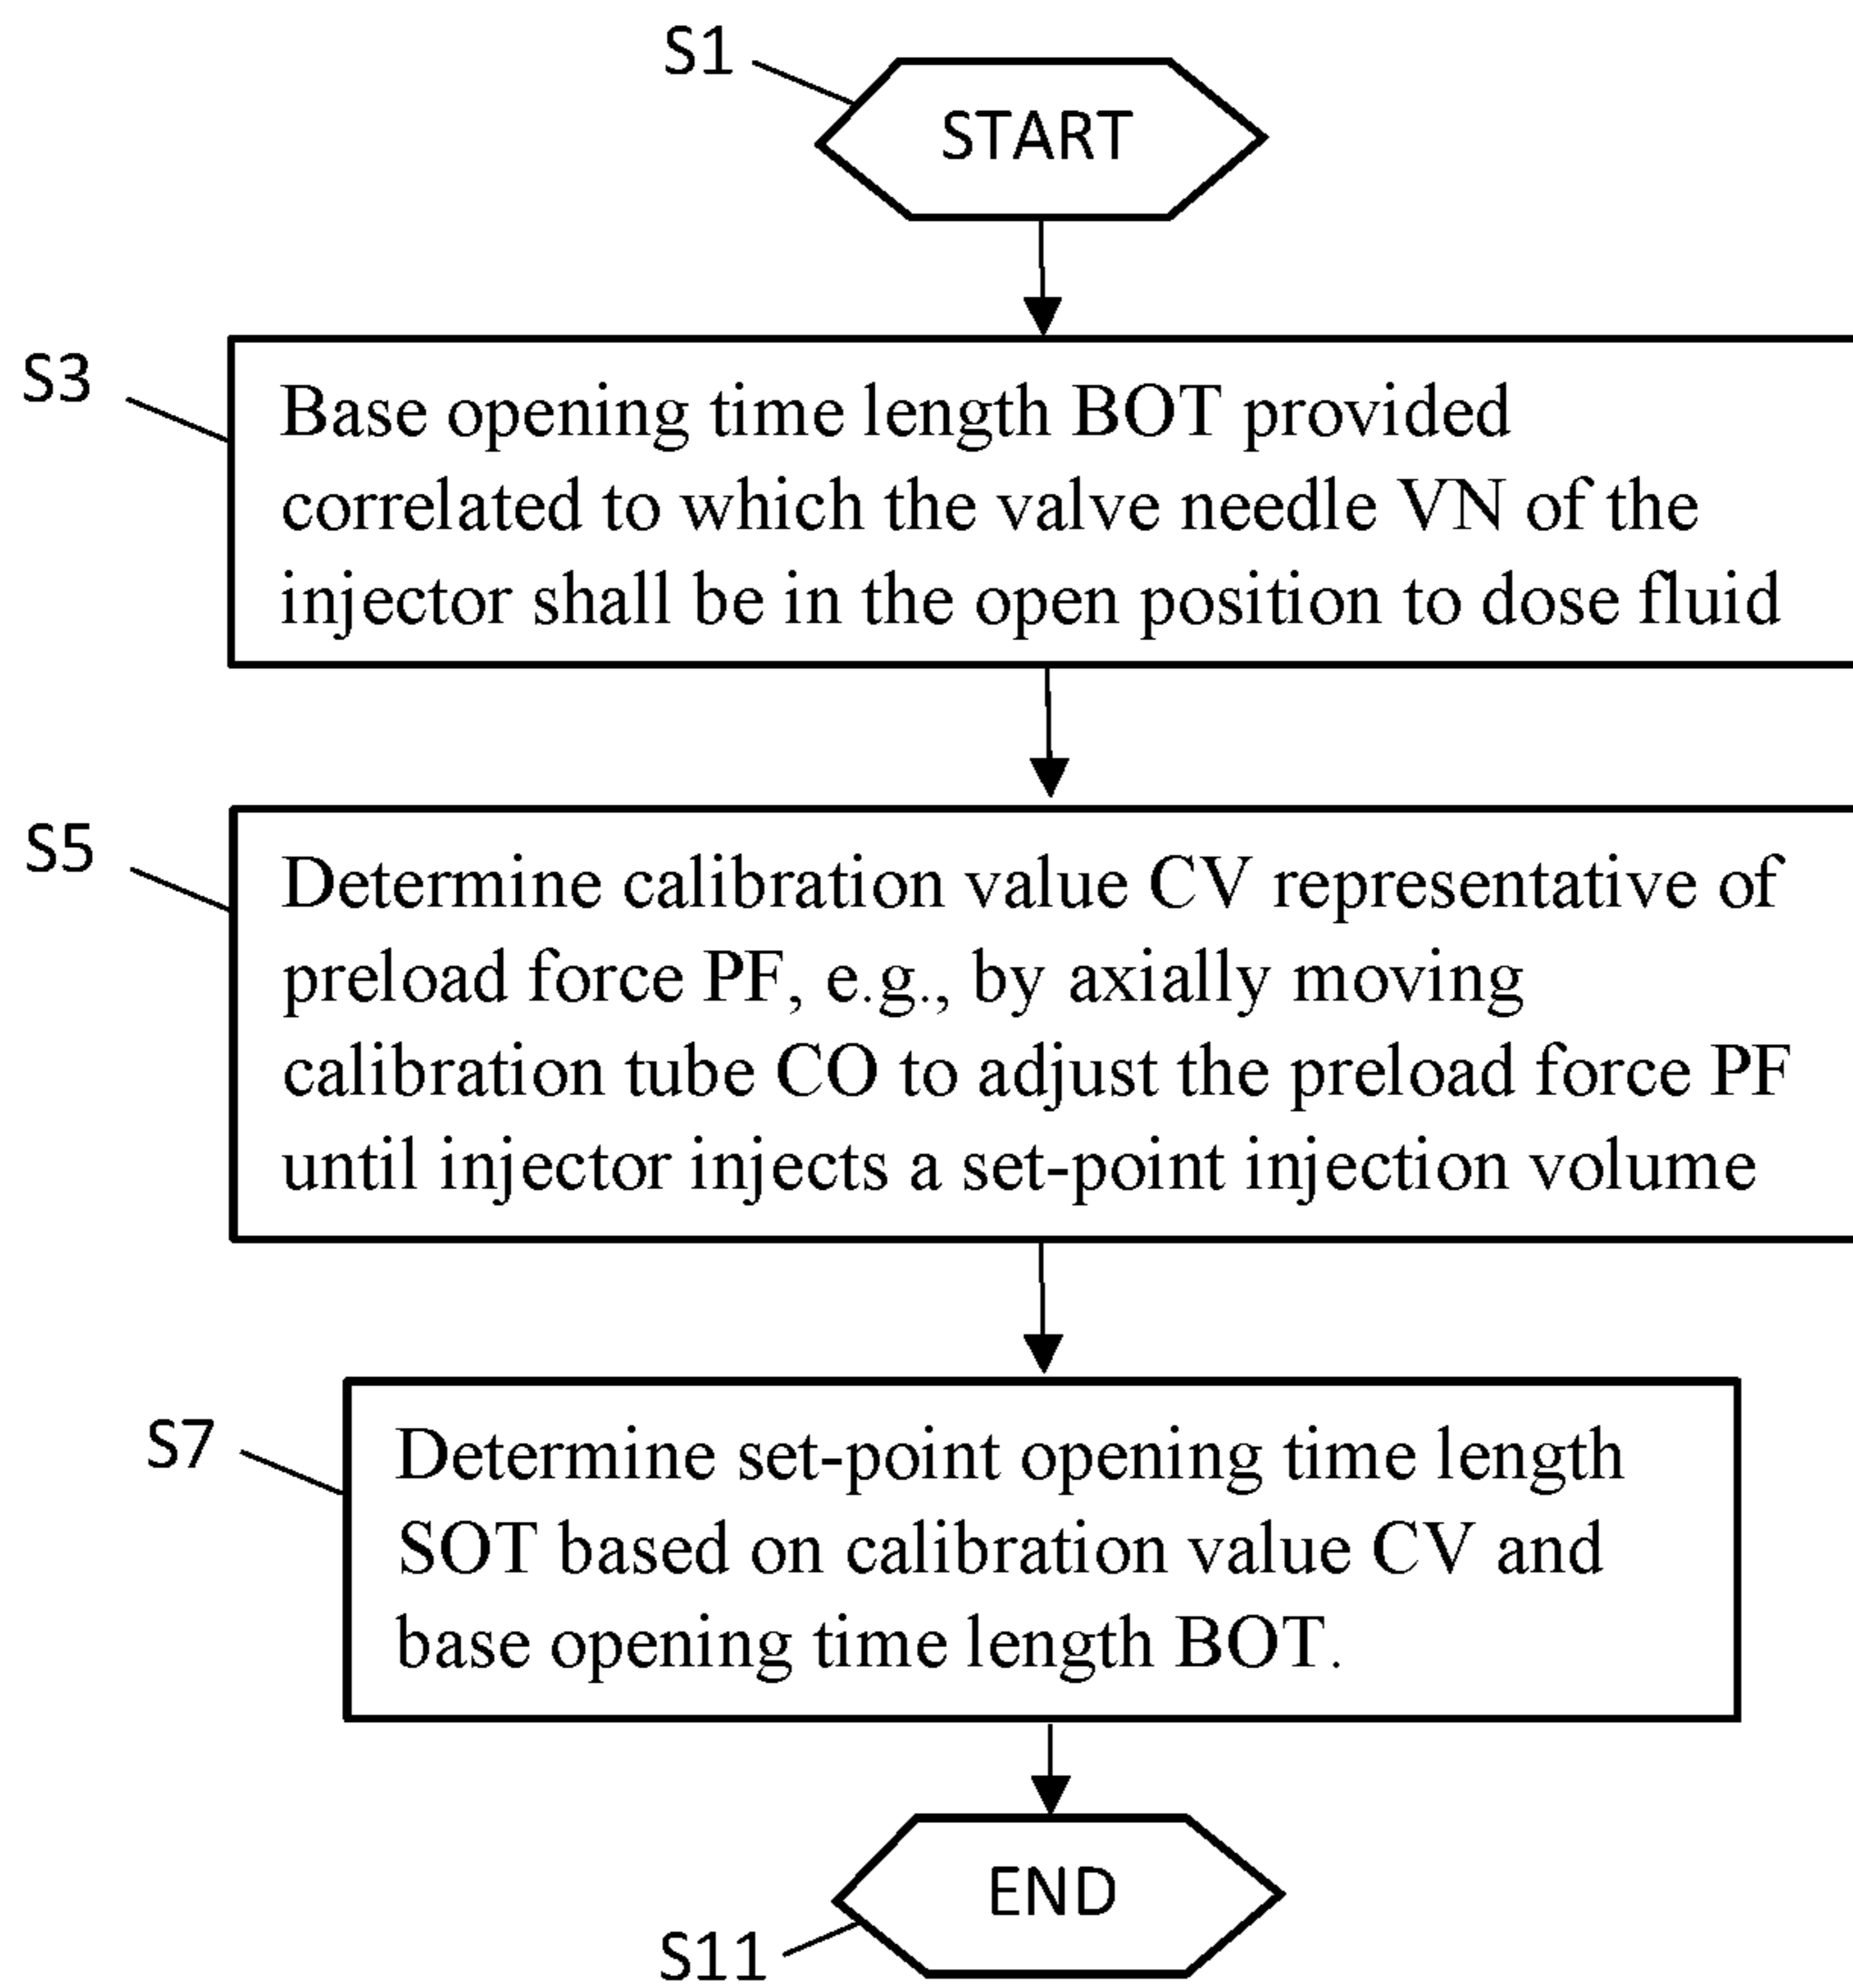 S1
START
S3
Base opening time length BOT provided
correlated to which the valve needle VN of the
injector shall be in the open position to dose fluid
S5
Determine calibration value CV representative of
preload force PF, e.g., by axially moving
calibration tube CO to adjust the preload force PF
until injector injects a set-point injection volume
S7
Determine set-point opening time length
SOT based on calibration value CV and
base opening time length BOT.
END
S11